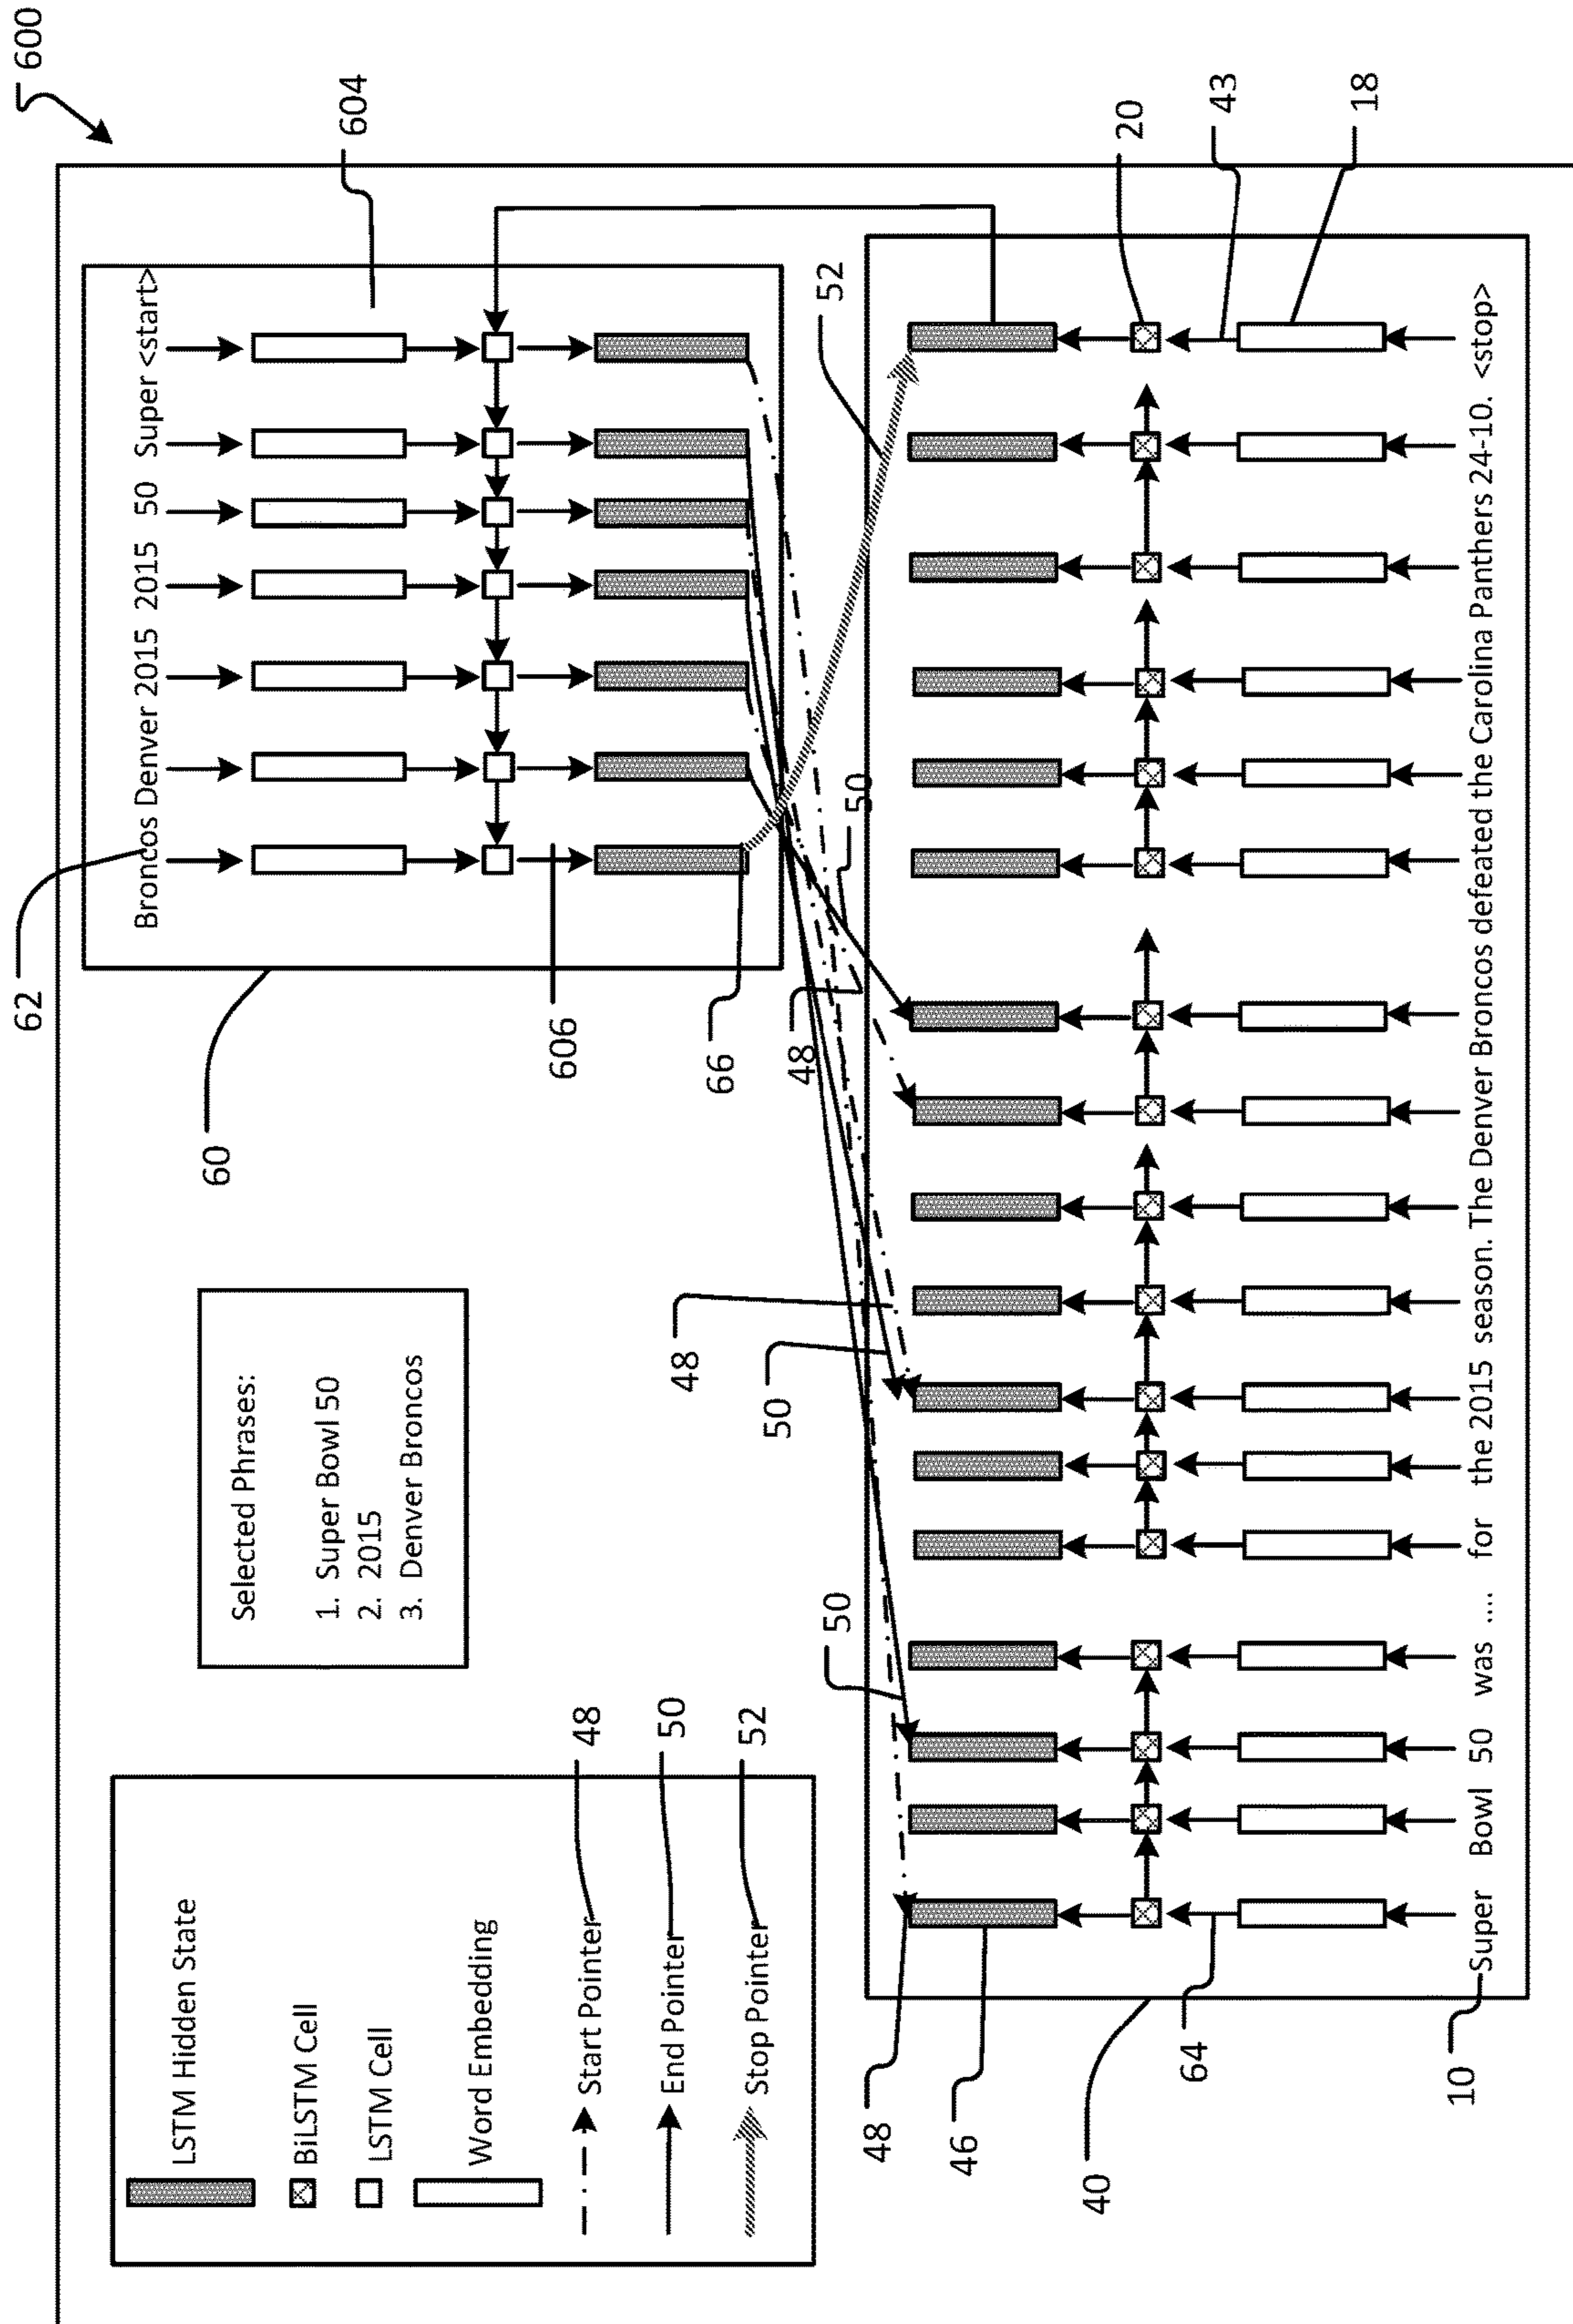 600
LSTM Hidden State
BiLSTM Cell
LSTM Cell
Word Embedding
Start Pointer
48
End Pointer
50
Stop Pointer
52
Selected Phrases:
1. Super Bowl 50
2. 2015
3. Denver Broncos
62
Broncos Denver 2015 2015 50 Super <start>
60
604
606
66
48
50
48
50
50
52
48
46
40
64
20
43
18
10
Super Bowl 50 was .... for the 2015 season. The Denver Broncos defeated the Carolina Panthers 24-10. <stop>